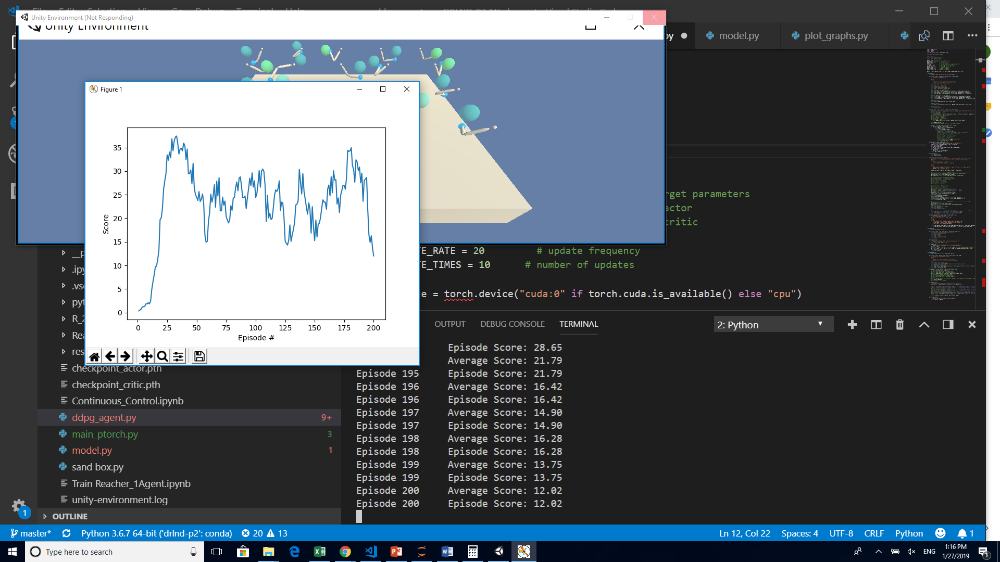 Unity Environment (Not Responding)
Unity Environment
py
model.py
plot_graphs.py
Figure 1
35
30
25
20
15
10
5
0
Score
0 25 50 75 100 125 150 175 200
Episode #
rget parameters
actor
critic
TE_RATE = 20 # update frequency
TE_TIMES = 10 # number of updates
ce = torch.device("cuda:0" if torch.cuda.is_available() else "cpu")
OUTPUT DEBUG CONSOLE TERMINAL
2: Python
Episode Score: 28.65
Average Score: 21.79
Episode 195 Episode Score: 21.79
Episode 196 Average Score: 16.42
Episode 196 Episode Score: 16.42
Episode 197 Average Score: 14.90
Episode 197 Episode Score: 14.90
Episode 198 Average Score: 16.28
Episode 198 Episode Score: 16.28
Episode 199 Average Score: 13.75
Episode 199 Episode Score: 13.75
Episode 200 Average Score: 12.02
Episode 200 Episode Score: 12.02
__p
.ipy
.vsc
pyt
R_2
Rea
res
checkpoint_actor.pth
checkpoint_critic.pth
Continuous_Control.ipynb
ddpg_agent.py 9+
main_ptorch.py 3
model.py 1
sand box.py
Train Reacher_1Agent.ipynb
unity-environment.log
OUTLINE
1
master* Python 3.6.7 64-bit ('drlnd-p2': conda) 20 13
Ln 12, Col 22 Spaces: 4 UTF-8 CRLF Python 1
Type here to search
ENG
1:16 PM
1/27/2019
1